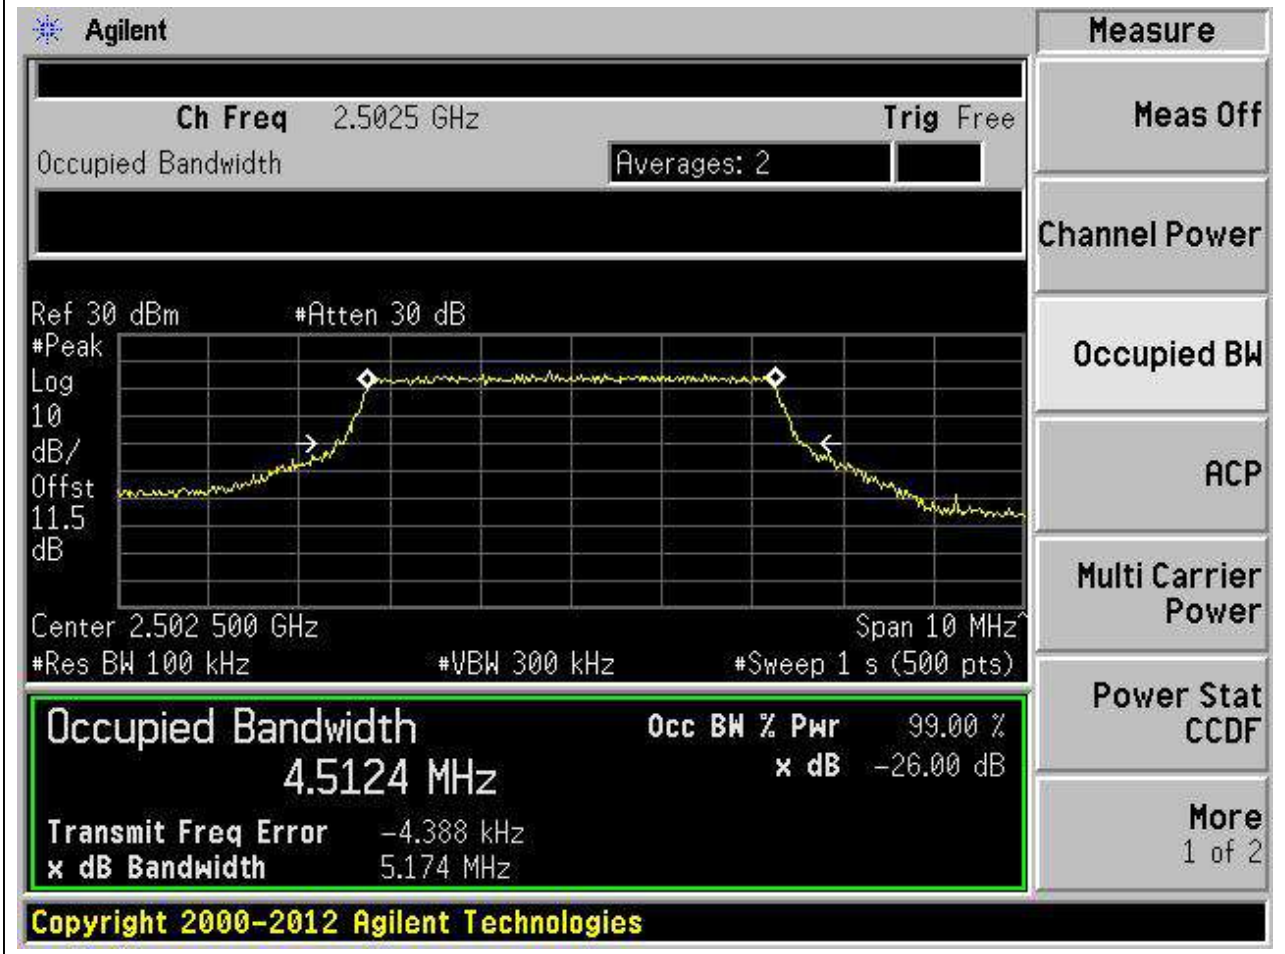 Agilent
Measure
Ch Freq 2.5025 GHz
Trig Free
Occupied Bandwidth
Averages: 2
Meas Off
Channel Power
Occupied BW
ACP
Multi Carrier
Power
Power Stat
CCDF
More
1 of 2
Ref 30 dBm #Atten 30 dB
#Peak
Log
10
dB/
Offst
11.5
dB
Center 2.502 500 GHz Span 10 MHz^
#Res BW 100 kHz #VBW 300 kHz #Sweep 1 s (500 pts)
Occupied Bandwidth
4.5124 MHz
Occ BW % Pwr 99.00 %
x dB -26.00 dB
Transmit Freq Error -4.388 kHz
x dB Bandwidth 5.174 MHz
Copyright 2000-2012 Agilent Technologies